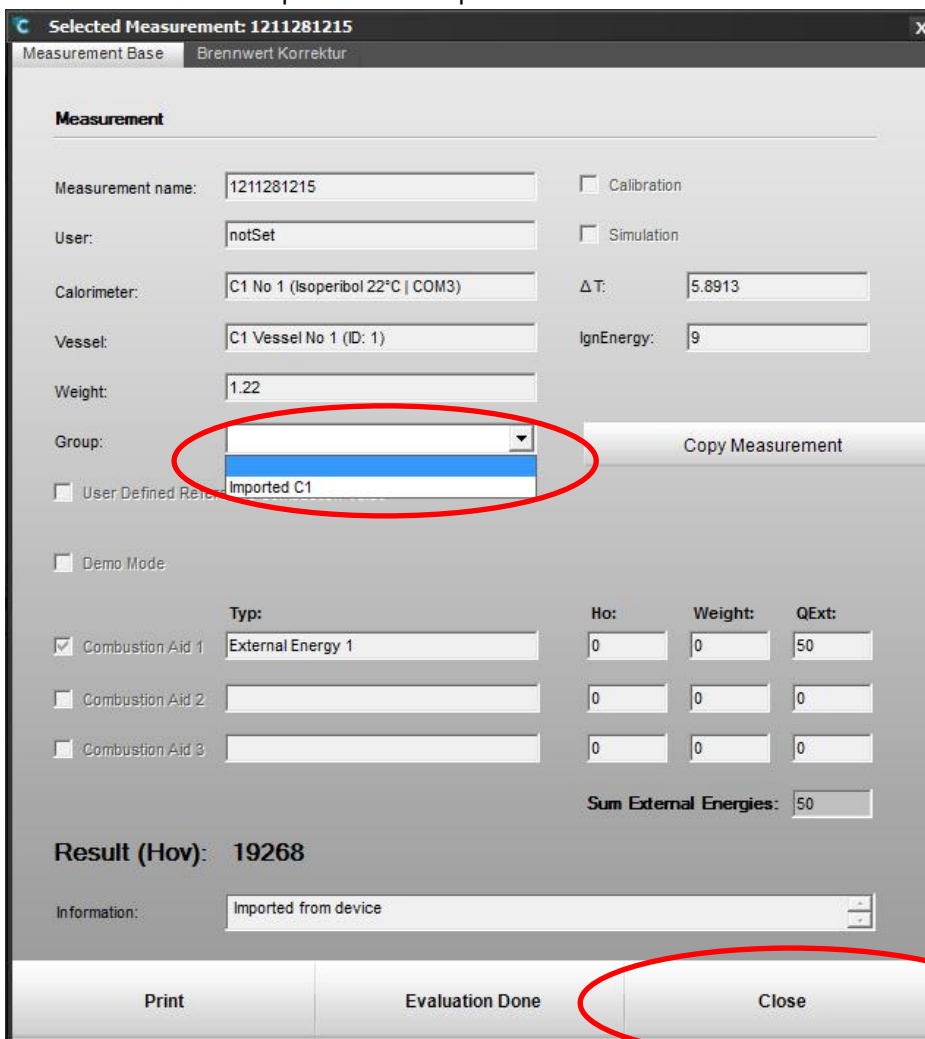 Selected Measurement: 1211281215 X
Measurement Base Brennwert Korrektur
Measurement
Measurement name: 1211281215 Calibration
User: notSet Simulation
Calorimeter: C1 No 1 (Isoperibol 22°C | COM3) ΔT: 5.8913
Vessel: C1 Vessel No 1 (ID: 1) IgnEnergy: 9
Weight: 1.22
Group: Copy Measurement
Imported C1
User Defined
Demo Mode
Typ: Ho: Weight: QExt:
Combustion Aid 1 External Energy 1 0 0 50
Combustion Aid 2 0 0 0
Combustion Aid 3 0 0 0
Sum External Energies: 50
Result (Hov): 19268
Information: Imported from device
Print Evaluation Done Close